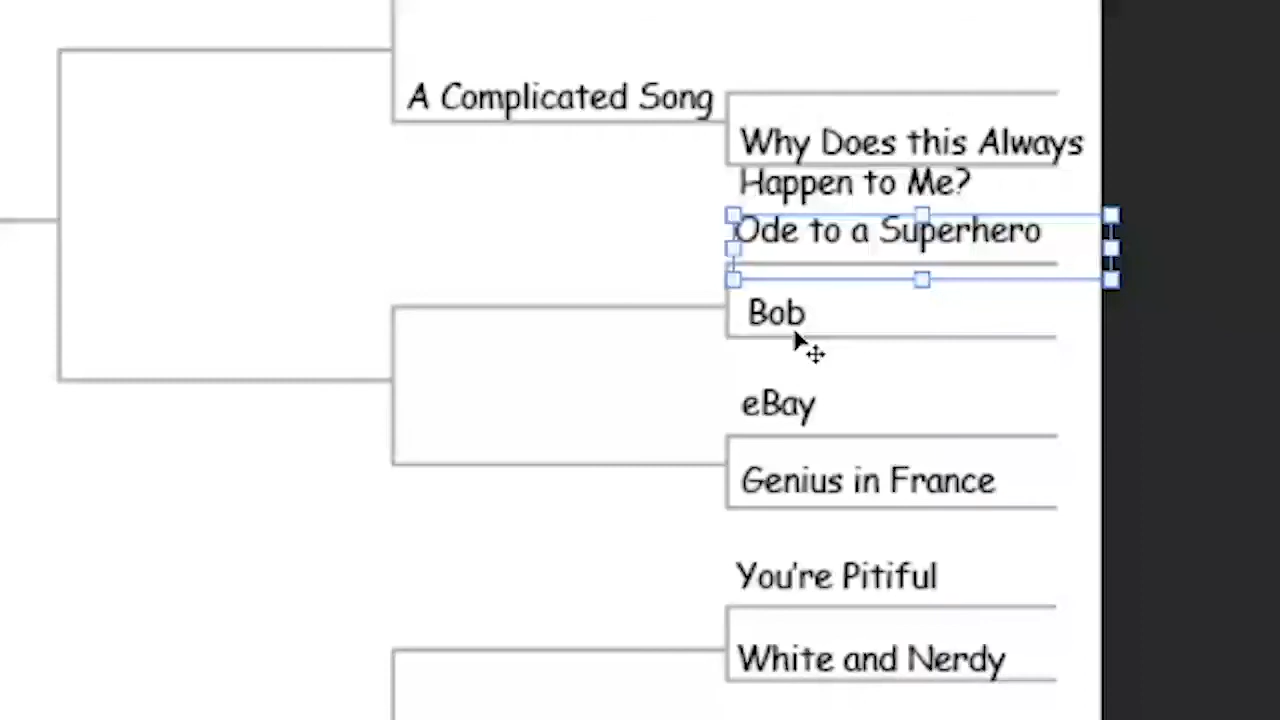 A Complicated Song
Why Does this Always
Happen to Me?
Ode to a Superhero
Bob
eBay
Genius in France
You're Pitiful
White and Nerdy